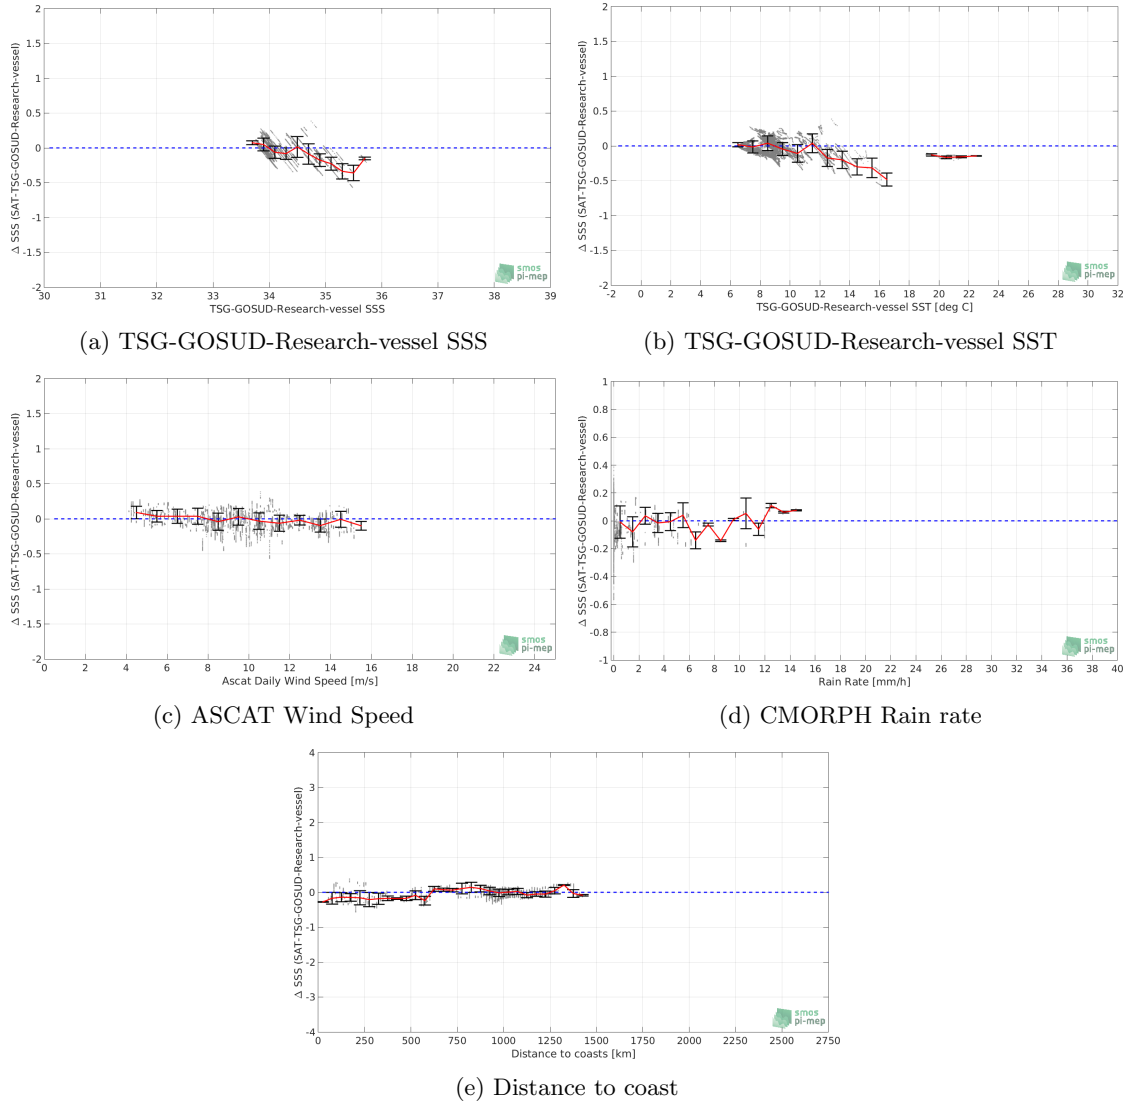 Δ SSS (SAT-TSG-GOSUD-Research-vessel)
2
1.5
1
0.5
0
-0.5
-1
-1.5
-2
30 31 32 33 34 35 36 37 38 39
TSG-GOSUD-Research-vessel SSS
smos
pi-mep
(a) TSG-GOSUD-Research-vessel SSS
Δ SSS (SAT-TSG-GOSUD-Research-vessel)
2
1.5
1
0.5
0
-0.5
-1
-1.5
-2
-2 0 2 4 6 8 10 12 14 16 18 20 22 24 26 28 30 32
TSG-GOSUD-Research-vessel SST [deg C]
smos
pi-mep
(b) TSG-GOSUD-Research-vessel SST
Δ SSS (SAT-TSG-GOSUD-Research-vessel)
2
1.5
1
0.5
0
-0.5
-1
-1.5
-2
0 2 4 6 8 10 12 14 16 18 20 22 24
Ascat Daily Wind Speed [m/s]
smos
pi-mep
(c) ASCAT Wind Speed
Δ SSS (SAT-TSG-GOSUD-Research-vessel)
1
0.8
0.6
0.4
0.2
0
-0.2
-0.4
-0.6
-0.8
-1
0 2 4 6 8 10 12 14 16 18 20 22 24 26 28 30 32 34 36 38 40
Rain Rate [mm/h]
smos
pi-mep
(d) CMORPH Rain rate
Δ SSS (SAT-TSG-GOSUD-Research-vessel)
4
3
2
1
0
-1
-2
-3
-4
0 250 500 750 1000 1250 1500 1750 2000 2250 2500 2750
Distance to coasts [km]
smos
pi-mep
(e) Distance to coast